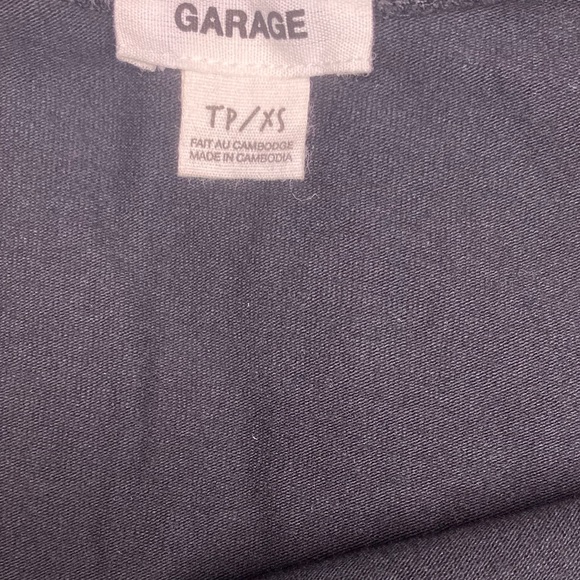 GARAGE
TP/XS
FAIT AU CAMBODGE
MADE IN CAMBODIA